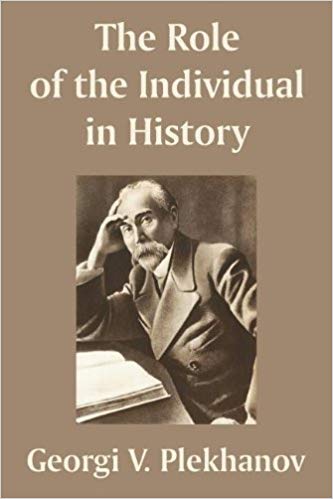 The Role
of the Individual
in History
Georgi V. Plekhanov